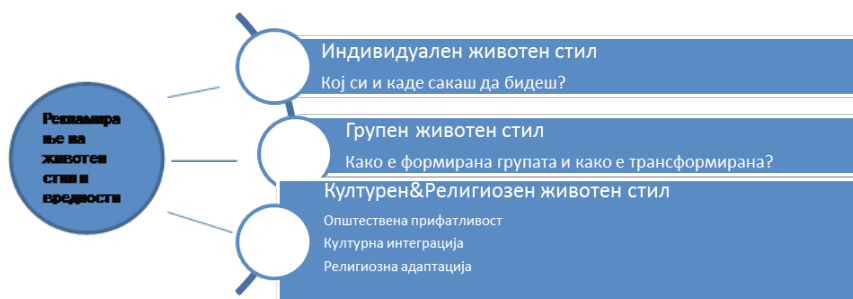 Рекламира
ње на
животен
стил и
вредности
Индивидуален животен стил
Кој си и каде сакаш да бидеш?
Групен животен стил
Како е формирана групата и како е трансформирана?
Културен&Религиозен животен стил
Општествена прифатливост
Културна интеграција
Религиозна адаптација